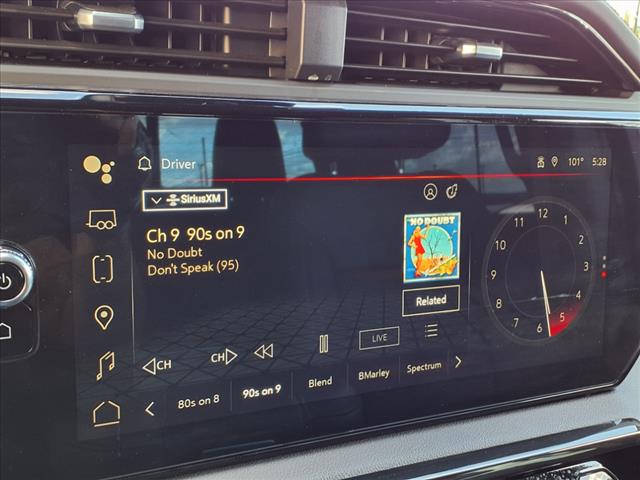 Driver
101° 5:28
SiriusXM
Ch 9 90s on 9
No Doubt
Don't Speak (95)
NO DOUBT
Related
12
1
2
3
4
5
6
7
8
9
10
11
CH
CH
LIVE
80s on 8
90s on 9
Blend
BMarley
Spectrum